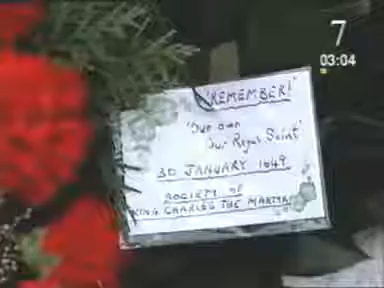 7
03:04
'REMEMBER!'
'Our own
Our Royal Saint'
30 JANUARY 1649
SOCIETY OF
KING CHARLES THE MARTYR